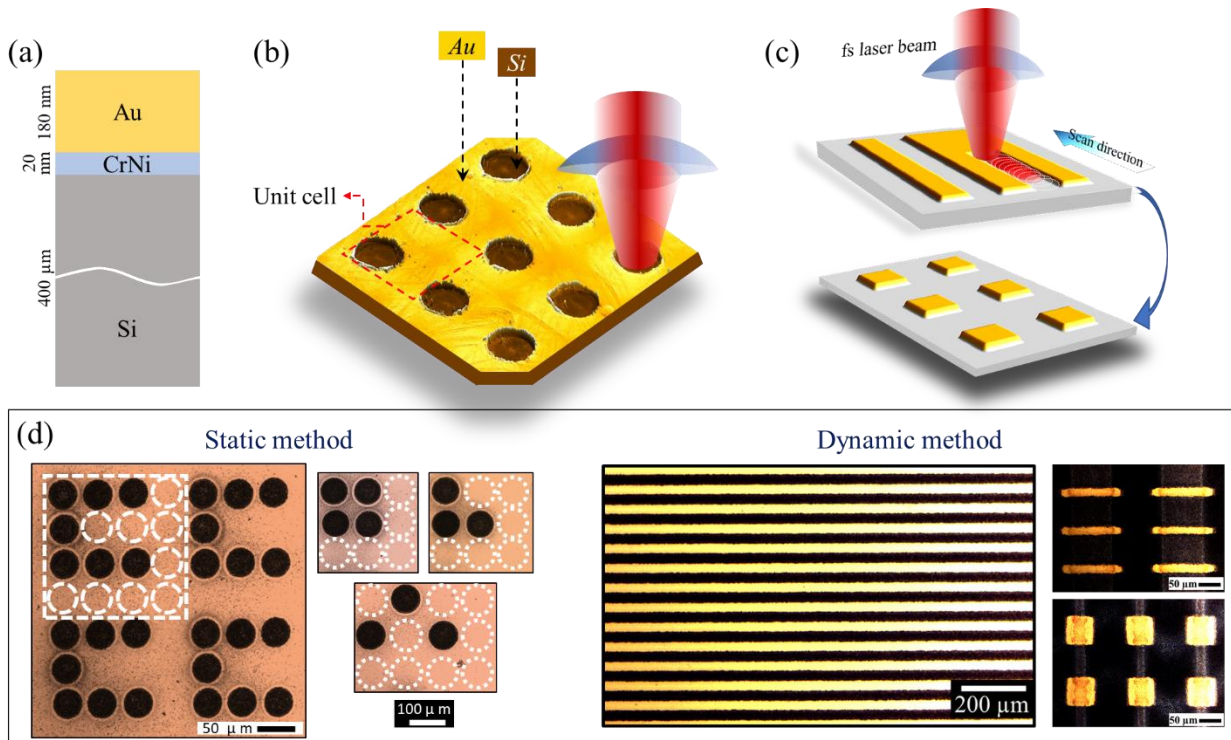 (a)
180 nm
Au
20
nm
CrNi
400 μm
Si
(b)
Au
Si
Unit cell
(c)
fs laser beam
Scan direction
(d)
Static method
50 μ m
100 μ m
Dynamic method
200 μm
50 μm
50 μm